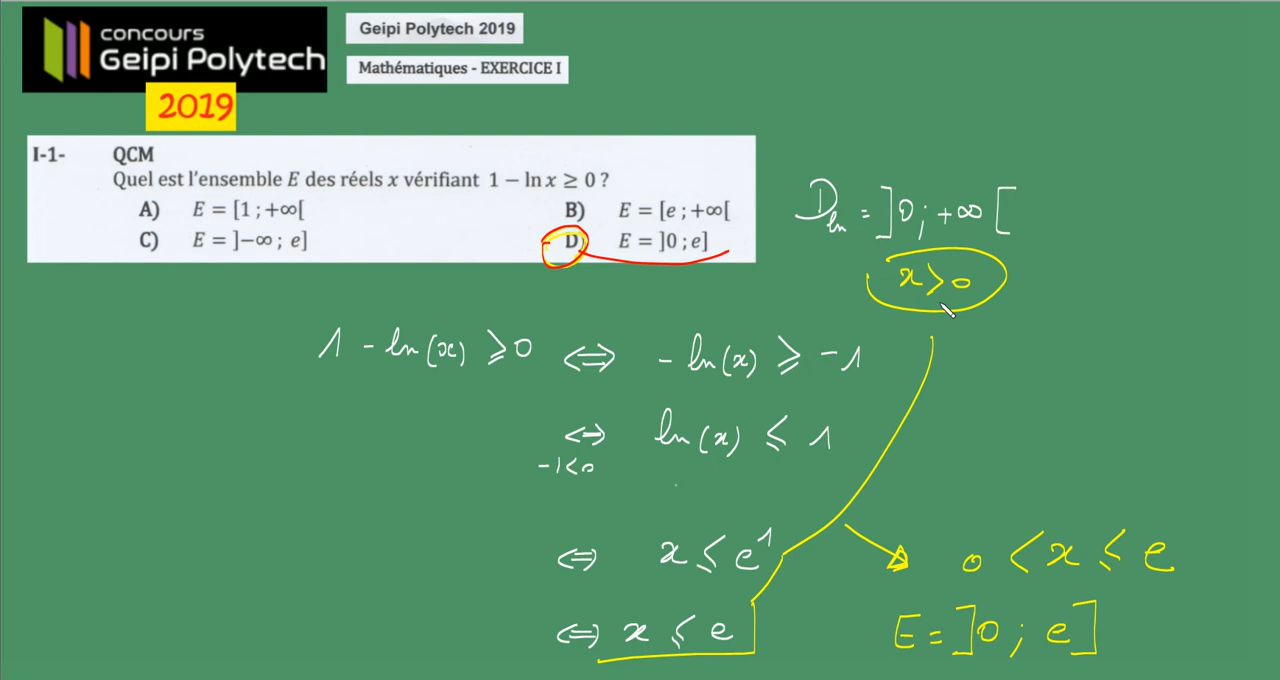 concours
Geipi Polytech
2019
Geipi Polytech 2019
Mathématiques - EXERCICE I
I-1- QCM
Quel est l'ensemble E des réels x vérifiant 1 − ln x ≥ 0 ?
A) E = [1 ; +∞[ B) E = [e ; +∞[
C) E = ]−∞ ; e] D) E = ]0 ; e]
D_ln = ]0 ; +∞[
x > 0
1 - ln(x) ⩾ 0 ⟺ - ln(x) ⩾ -1
⟺ ln(x) ⩽ 1
-1<0
⟺ x ⩽ e¹
0 < x ⩽ e
⟺ x ⩽ e
E = ]0 ; e]